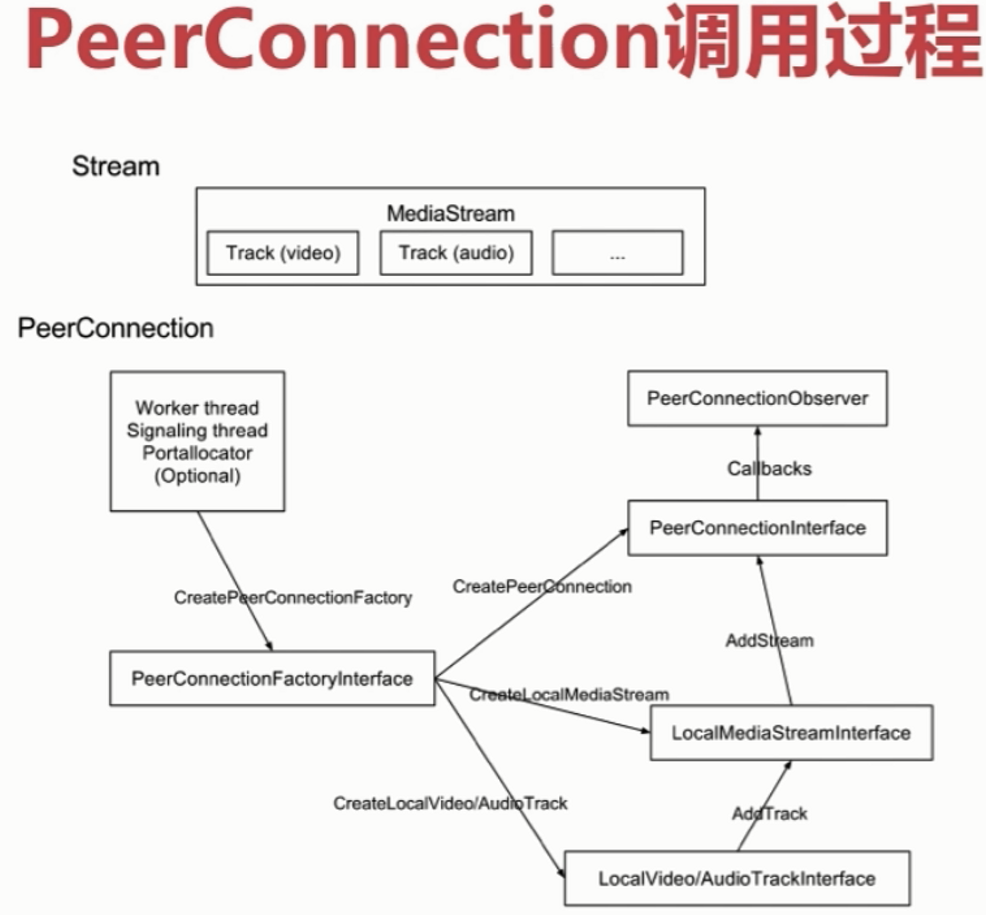 PeerConnection调用过程
Stream
MediaStream
Track (video)
Track (audio)
...
PeerConnection
Worker thread
Signaling thread
Portallocator
(Optional)
PeerConnectionObserver
Callbacks
PeerConnectionInterface
CreatePeerConnection
CreatePeerConnectionFactory
AddStream
PeerConnectionFactoryInterface
CreateLocalMediaStream
LocalMediaStreamInterface
CreateLocalVideo/AudioTrack
AddTrack
LocalVideo/AudioTrackInterface